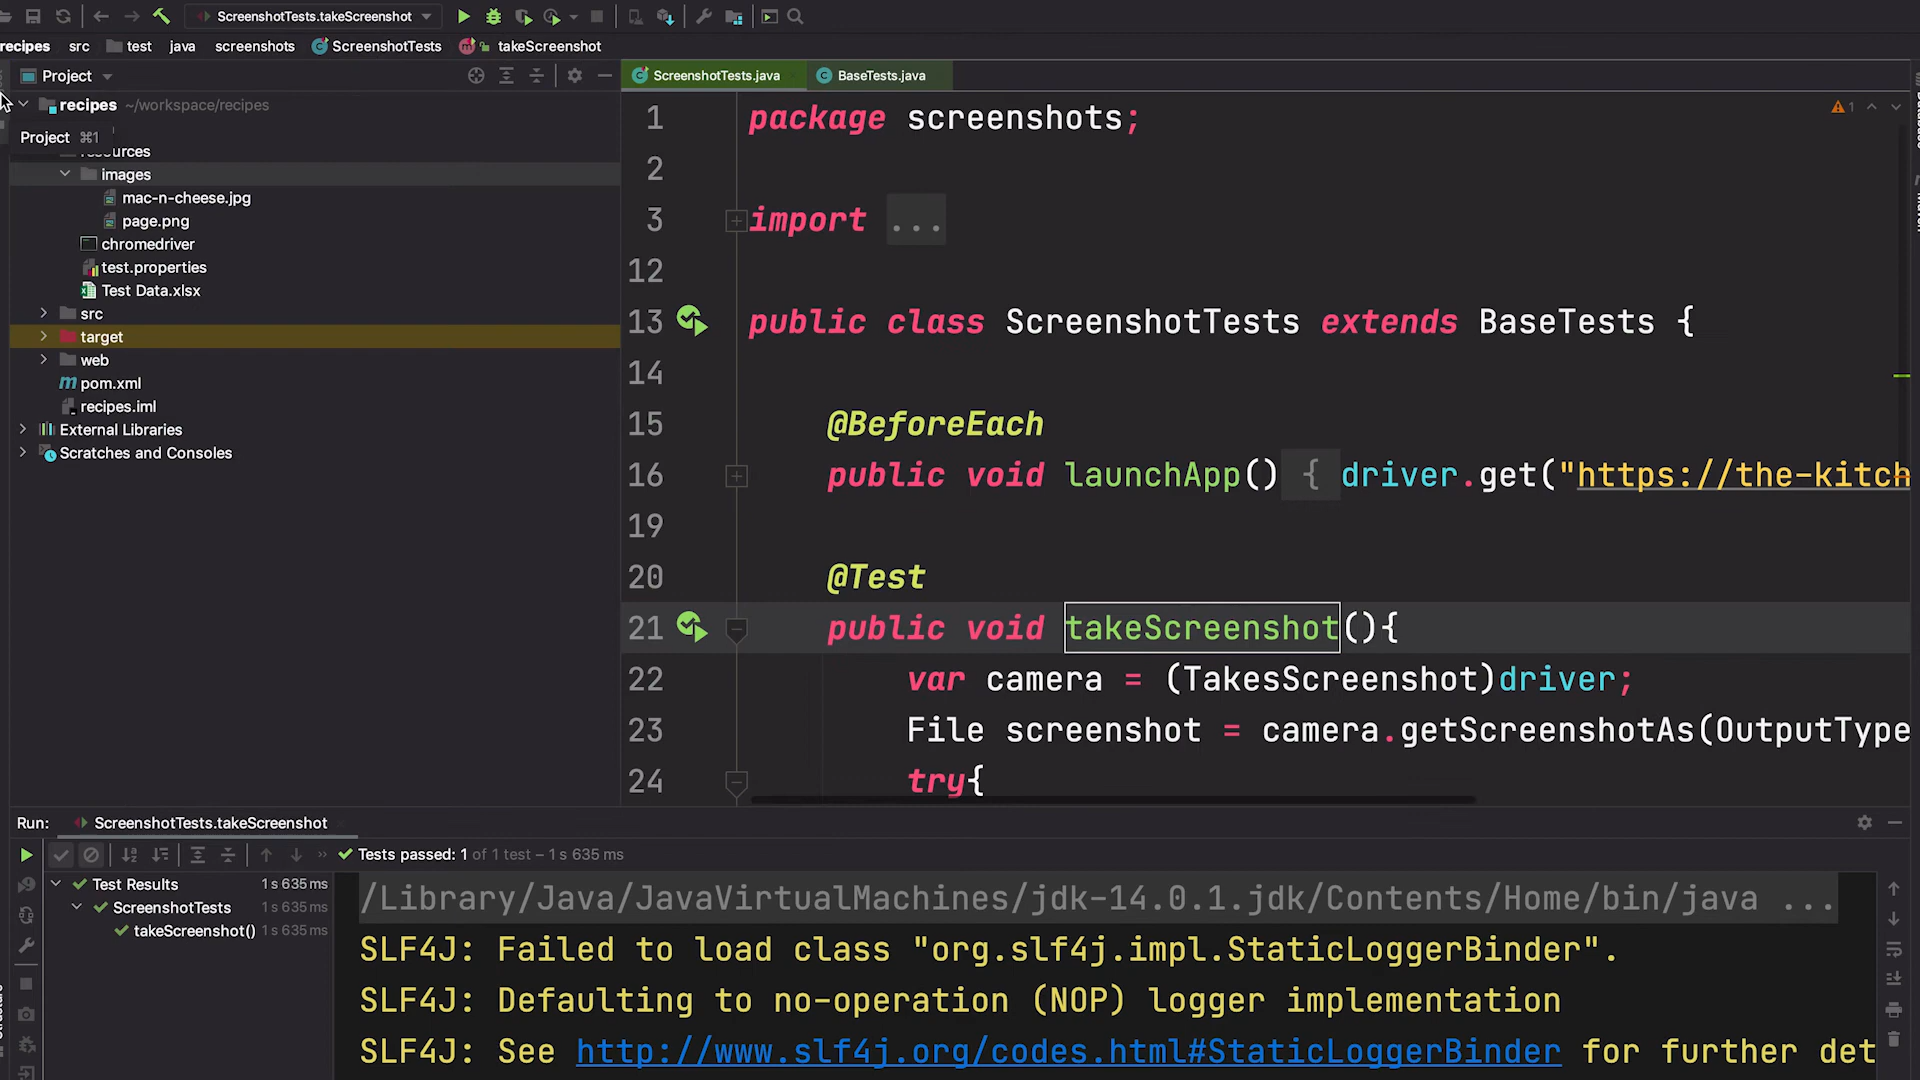 ScreenshotTests.takeScreenshot
recipes src test java screenshots ScreenshotTests takeScreenshot
Project
recipes ~/workspace/recipes
Project ⌘1
resources
images
mac-n-cheese.jpg
page.png
chromedriver
test.properties
Test Data.xlsx
src
target
web
pom.xml
recipes.iml
External Libraries
Scratches and Consoles
ScreenshotTests.java BaseTests.java
1 package screenshots;
2
3 import ...
12
13 public class ScreenshotTests extends BaseTests {
14
15 @BeforeEach
16 public void launchApp() { driver.get("https://the-kitch
19
20 @Test
21 public void takeScreenshot(){
22 var camera = (TakesScreenshot)driver;
23 File screenshot = camera.getScreenshotAs(OutputType
24 try{
1
Run: ScreenshotTests.takeScreenshot
Tests passed: 1 of 1 test – 1 s 635 ms
Test Results 1 s 635 ms
ScreenshotTests 1 s 635 ms
takeScreenshot() 1 s 635 ms
/Library/Java/JavaVirtualMachines/jdk-14.0.1.jdk/Contents/Home/bin/java ...
SLF4J: Failed to load class "org.slf4j.impl.StaticLoggerBinder".
SLF4J: Defaulting to no-operation (NOP) logger implementation
SLF4J: See http://www.slf4j.org/codes.html#StaticLoggerBinder for further det